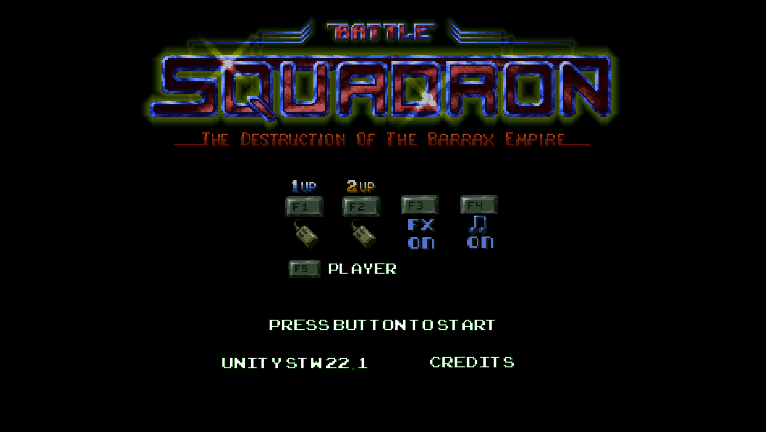 BATTLE
SQUADRON
THE DESTRUCTION OF THE BARRAX EMPIRE
1UP 2UP
F1 F2 F3 F4
FX
ON ON
F5 PLAYER
PRESS BUTTON TO START
UNITY STW 22.1 CREDITS